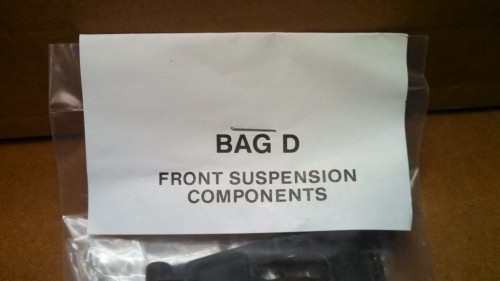 BAG D
FRONT SUSPENSION
COMPONENTS